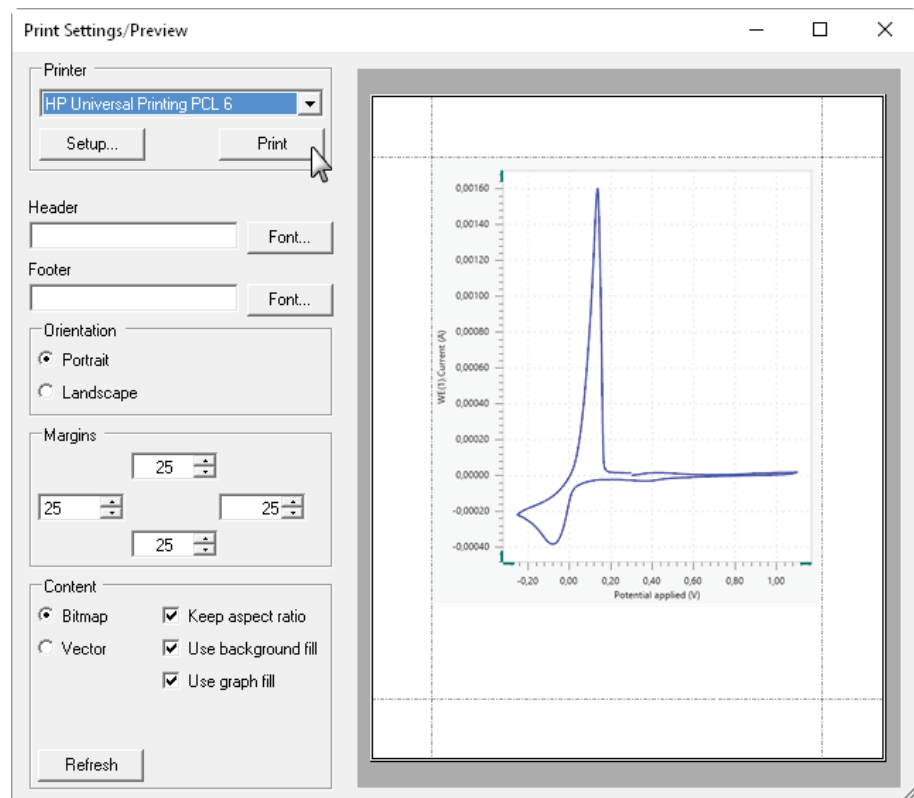 Print Settings/Preview
Printer
HP Universal Printing PCL 6
Setup...
Print
Header
Font...
Footer
Font...
Orientation
Portrait
Landscape
Margins
25
25
25
25
Content
Bitmap
Keep aspect ratio
Vector
Use background fill
Use graph fill
Refresh
0,00160
0,00140
0,00120
0,00100
0,00080
0,00060
0,00040
0,00020
0,00000
-0,00020
-0,00040
WE(1).Current (A)
-0,20 0,00 0,20 0,40 0,60 0,80 1,00
Potential applied (V)